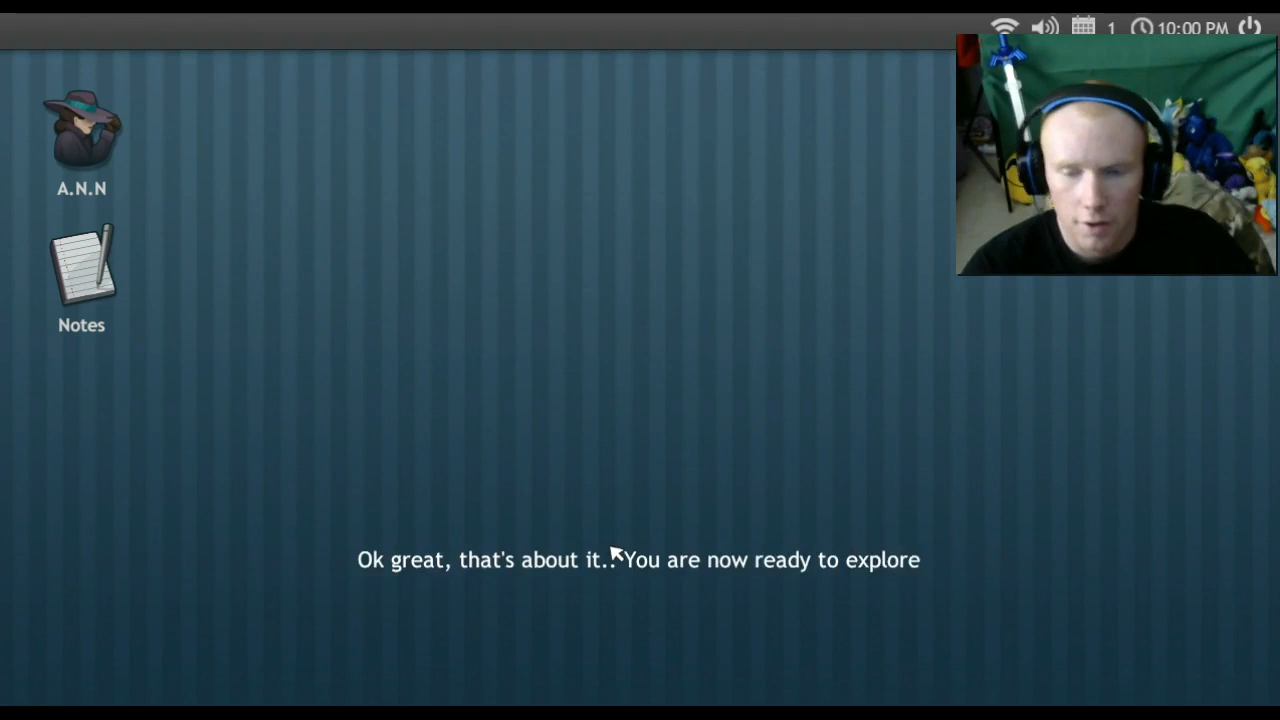 1 10:00 PM
A.N.N
Notes
Ok great, that's about it.. You are now ready to explore